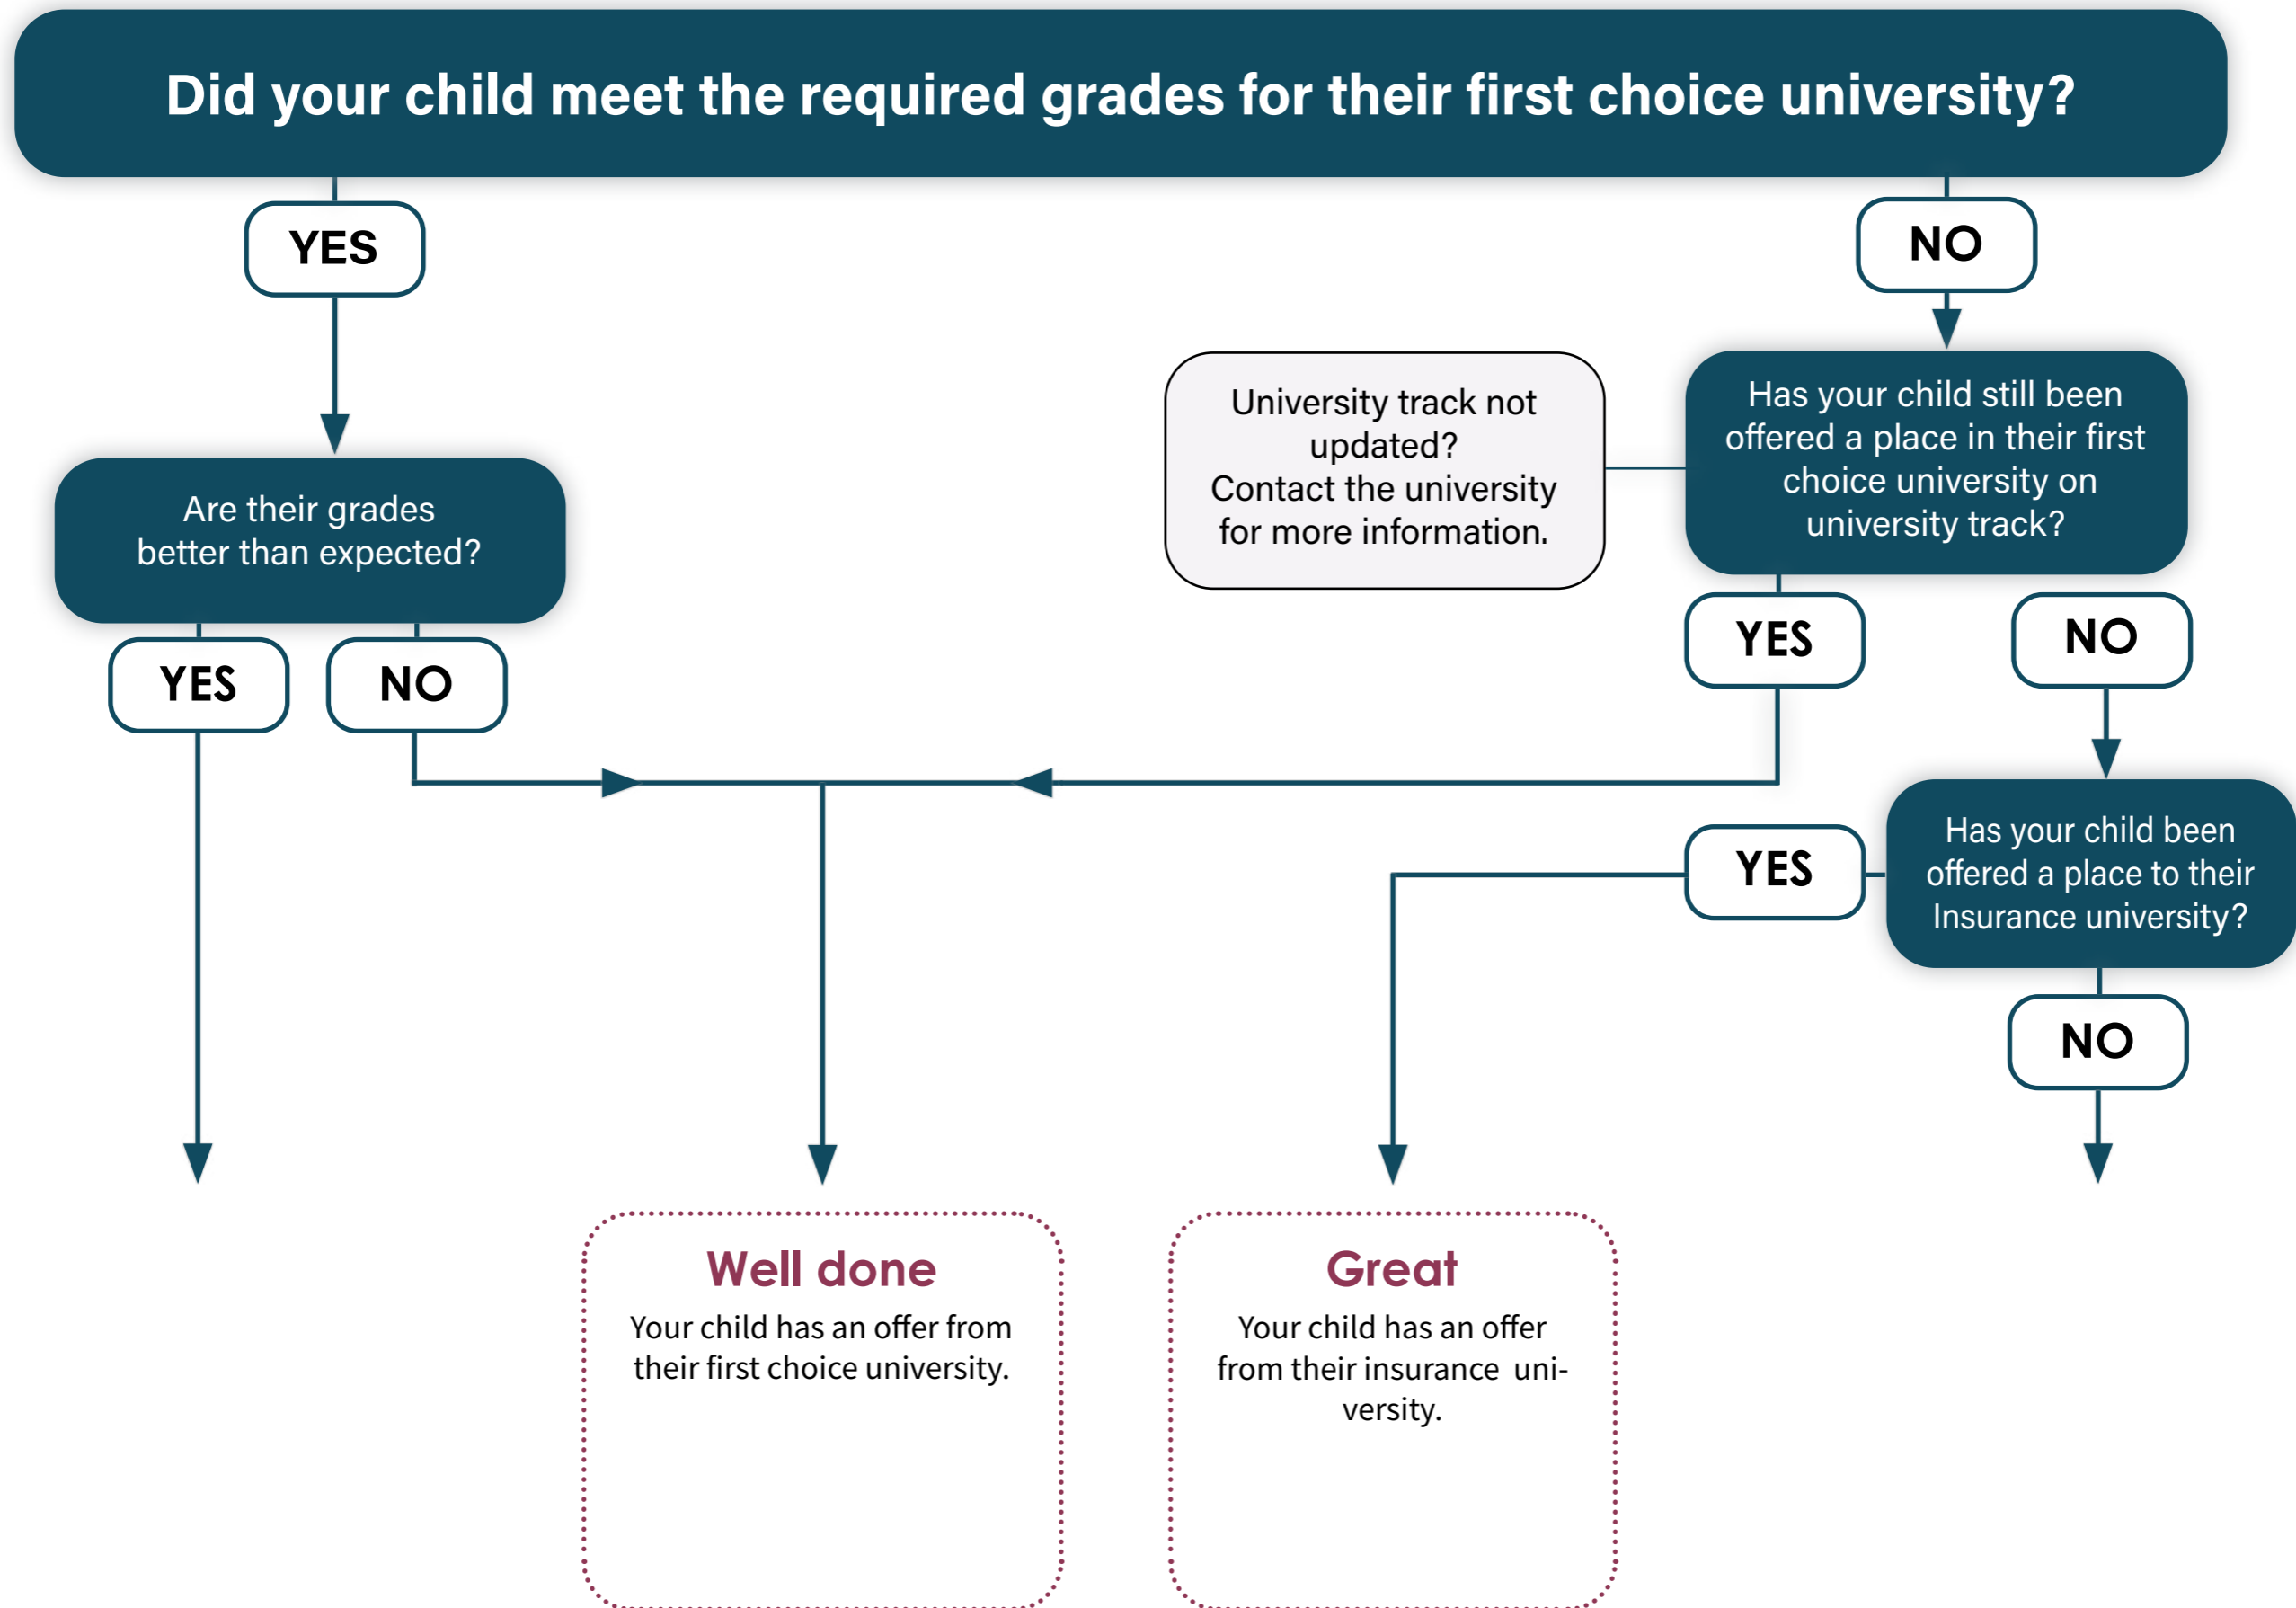 Did your child meet the required grades for their first choice university?
YES
NO
University track not
updated?
Contact the university
for more information.
Has your child still been
offered a place in their first
choice university on
university track?
Are their grades
better than expected?
YES
NO
YES
NO
Has your child been
offered a place to their
Insurance university?
YES
NO
Well done
Your child has an offer from
their first choice university.
Great
Your child has an offer
from their insurance  uni-
versity.